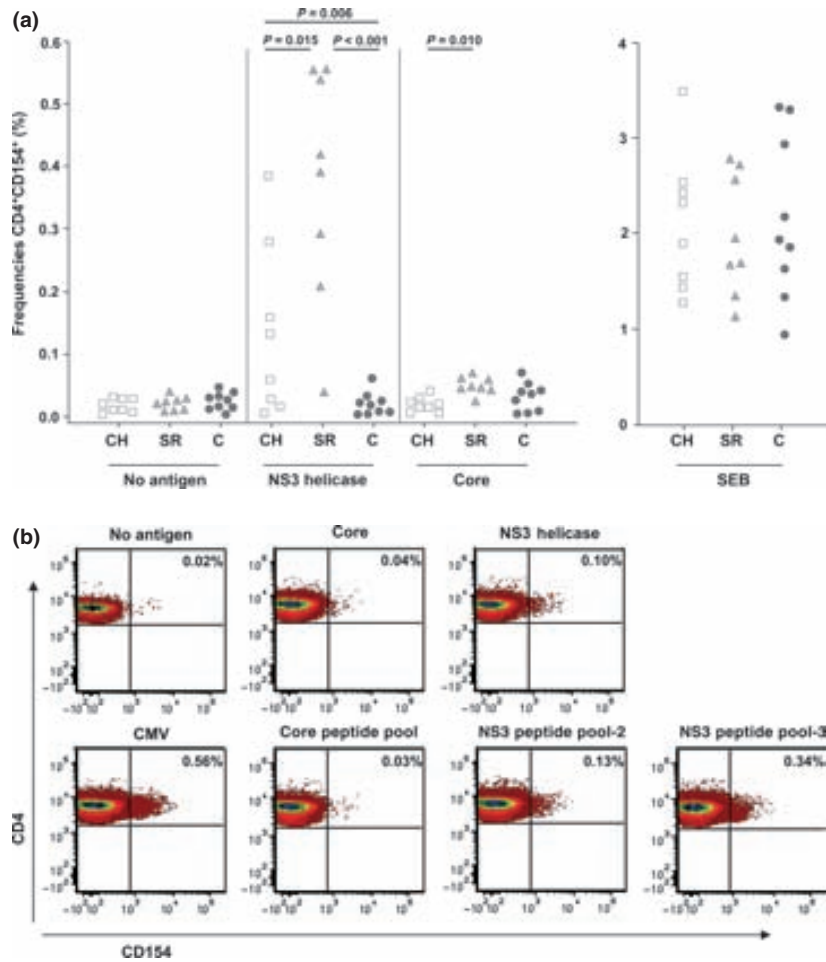 (a)
P = 0.006
P = 0.015 P < 0.001 P = 0.010
Frequencies CD4+CD154+ (%)
0.6
0.5
0.4
0.3
0.2
0.1
0.0
4
3
2
1
0
CH SR C CH SR C CH SR C CH SR C
No antigen NS3 helicase Core SEB
(b)
No antigen Core NS3 helicase
0.02% 0.04% 0.10%
CMV Core peptide pool NS3 peptide pool-2 NS3 peptide pool-3
0.56% 0.03% 0.13% 0.34%
CD4
CD154